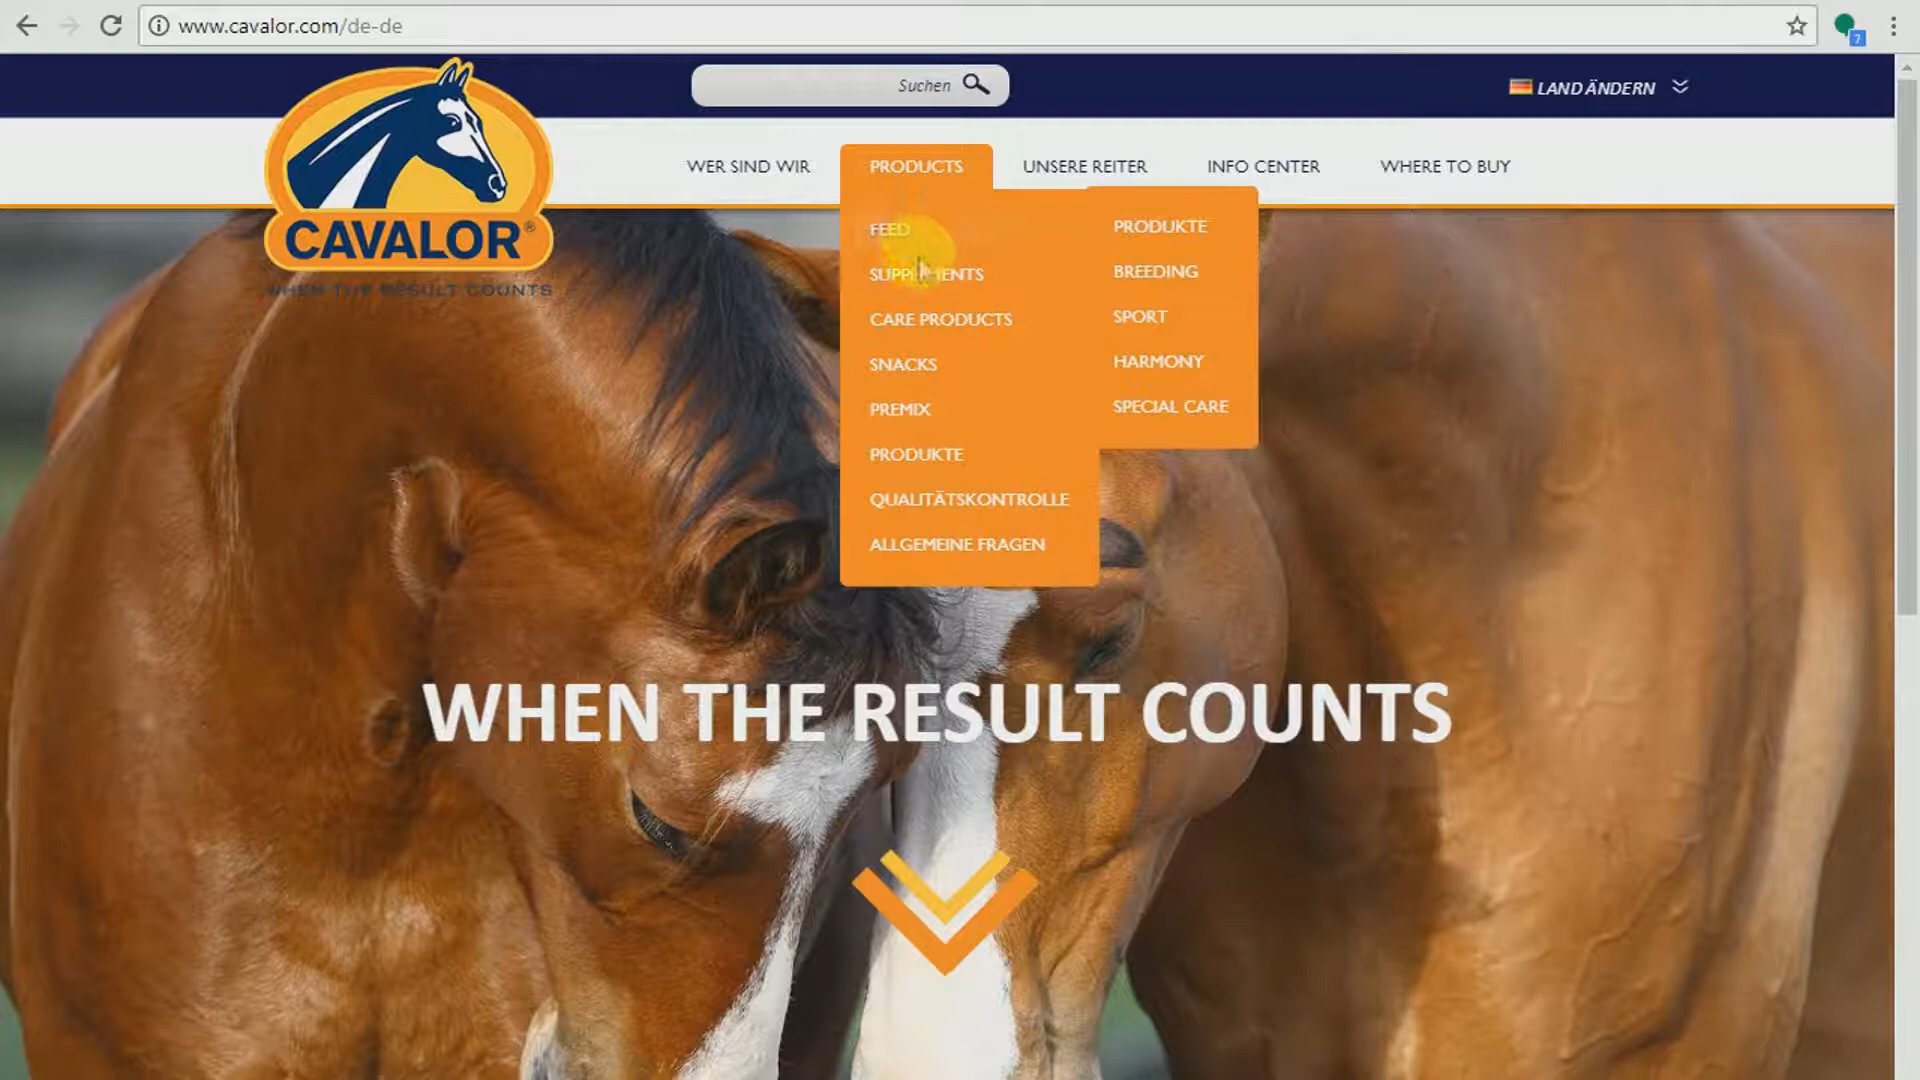 www.cavalor.com/de-de
7
Suchen
LAND ÄNDERN
WER SIND WIR
PRODUCTS
UNSERE REITER
INFO CENTER
WHERE TO BUY
CAVALOR®
WHEN THE RESULT COUNTS
FEED
SUPPLEMENTS
CARE PRODUCTS
SNACKS
PREMIX
PRODUKTE
QUALITÄTSKONTROLLE
ALLGEMEINE FRAGEN
PRODUKTE
BREEDING
SPORT
HARMONY
SPECIAL CARE
WHEN THE RESULT COUNTS